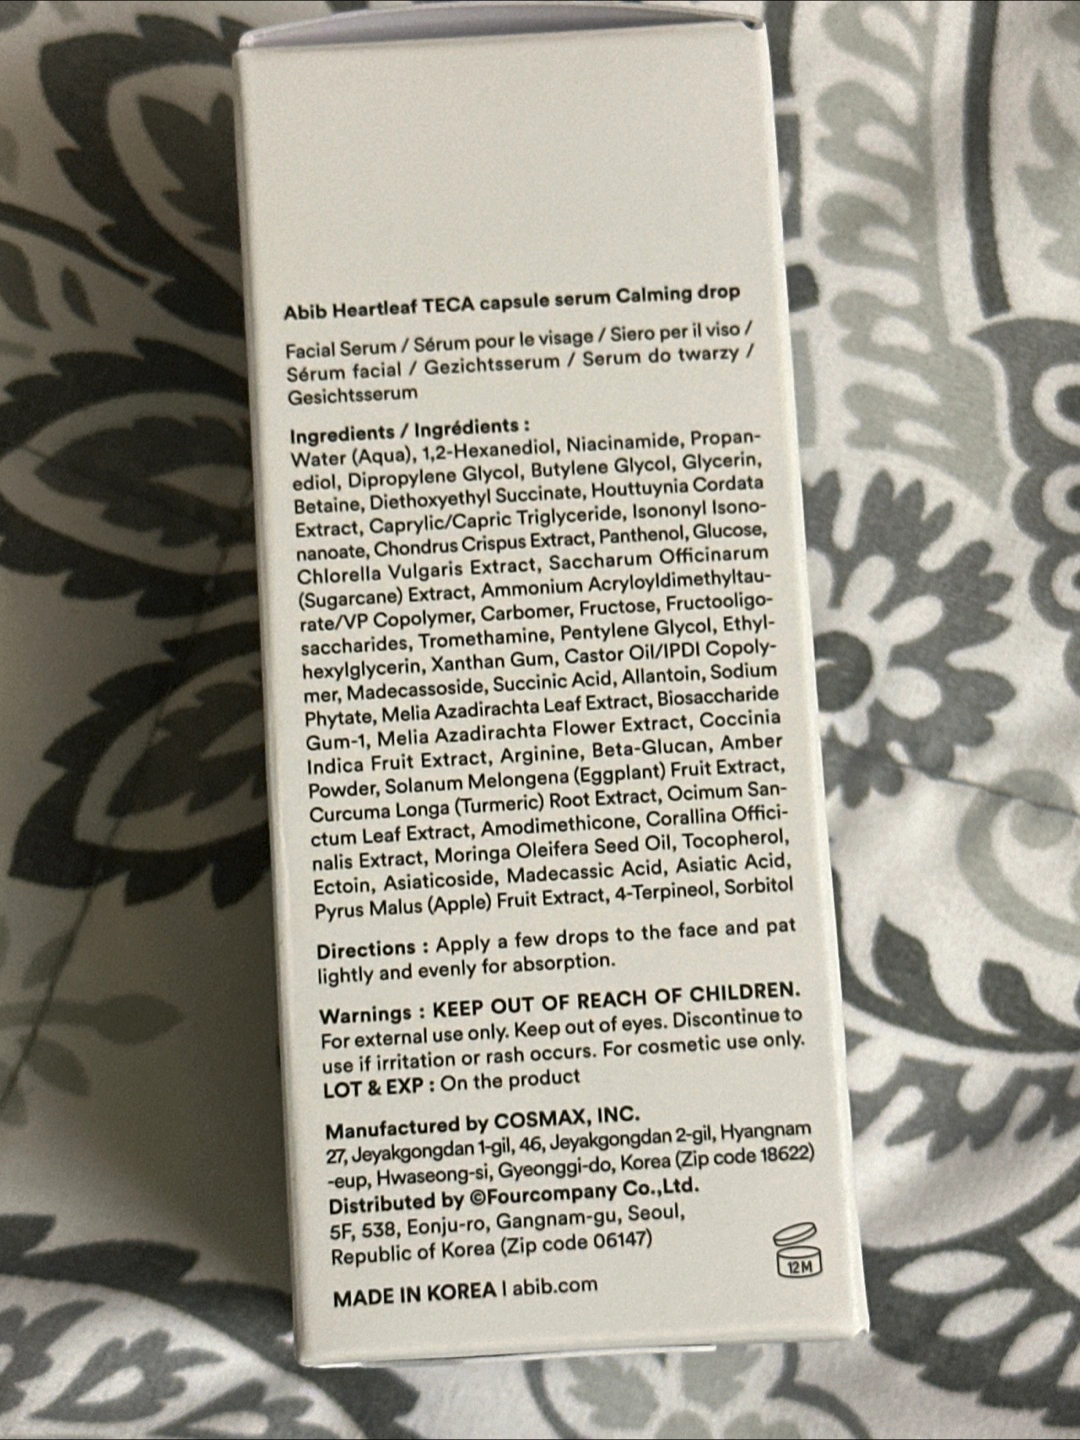 Abib Heartleaf TECA capsule serum Calming drop
Facial Serum / Sérum pour le visage / Siero per il viso /
Sérum facial / Gezichtsserum / Serum do twarzy /
Gesichtsserum
Ingredients / Ingrédients :
Water (Aqua), 1,2-Hexanediol, Niacinamide, Propan-
ediol, Dipropylene Glycol, Butylene Glycol, Glycerin,
Betaine, Diethoxyethyl Succinate, Houttuynia Cordata
Extract, Caprylic/Capric Triglyceride, Isononyl Isono-
nanoate, Chondrus Crispus Extract, Panthenol, Glucose,
Chlorella Vulgaris Extract, Saccharum Officinarum
(Sugarcane) Extract, Ammonium Acryloyldimethyltau-
rate/VP Copolymer, Carbomer, Fructose, Fructooligo-
saccharides, Tromethamine, Pentylene Glycol, Ethyl-
hexylglycerin, Xanthan Gum, Castor Oil/IPDI Copoly-
mer, Madecassoside, Succinic Acid, Allantoin, Sodium
Phytate, Melia Azadirachta Leaf Extract, Biosaccharide
Gum-1, Melia Azadirachta Flower Extract, Coccinia
Indica Fruit Extract, Arginine, Beta-Glucan, Amber
Powder, Solanum Melongena (Eggplant) Fruit Extract,
Curcuma Longa (Turmeric) Root Extract, Ocimum San-
ctum Leaf Extract, Amodimethicone, Corallina Offici-
nalis Extract, Moringa Oleifera Seed Oil, Tocopherol,
Ectoin, Asiaticoside, Madecassic Acid, Asiatic Acid,
Pyrus Malus (Apple) Fruit Extract, 4-Terpineol, Sorbitol
Directions : Apply a few drops to the face and pat
lightly and evenly for absorption.
Warnings : KEEP OUT OF REACH OF CHILDREN.
For external use only. Keep out of eyes. Discontinue to
use if irritation or rash occurs. For cosmetic use only.
LOT & EXP : On the product
Manufactured by COSMAX, INC.
27, Jeyakgongdan 1-gil, 46, Jeyakgongdan 2-gil, Hyangnam
-eup, Hwaseong-si, Gyeonggi-do, Korea (Zip code 18622)
Distributed by ©Fourcompany Co.,Ltd.
5F, 538, Eonju-ro, Gangnam-gu, Seoul,
Republic of Korea (Zip code 06147)
12M
MADE IN KOREA | abib.com